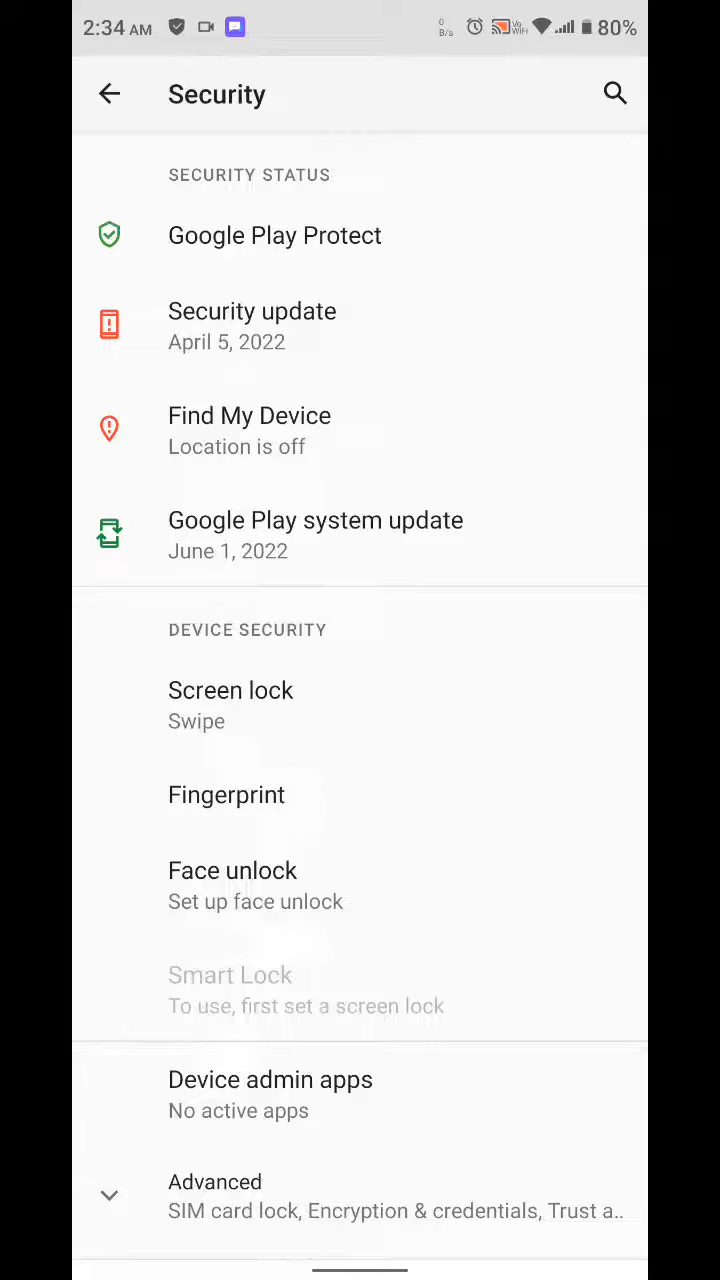 2:34 AM 0 B/s Vo WiFi 80%
Security
SECURITY STATUS
Google Play Protect
Security update
April 5, 2022
Find My Device
Location is off
Google Play system update
June 1, 2022
DEVICE SECURITY
Screen lock
Swipe
Fingerprint
Face unlock
Set up face unlock
Smart Lock
To use, first set a screen lock
Device admin apps
No active apps
Advanced
SIM card lock, Encryption & credentials, Trust a..